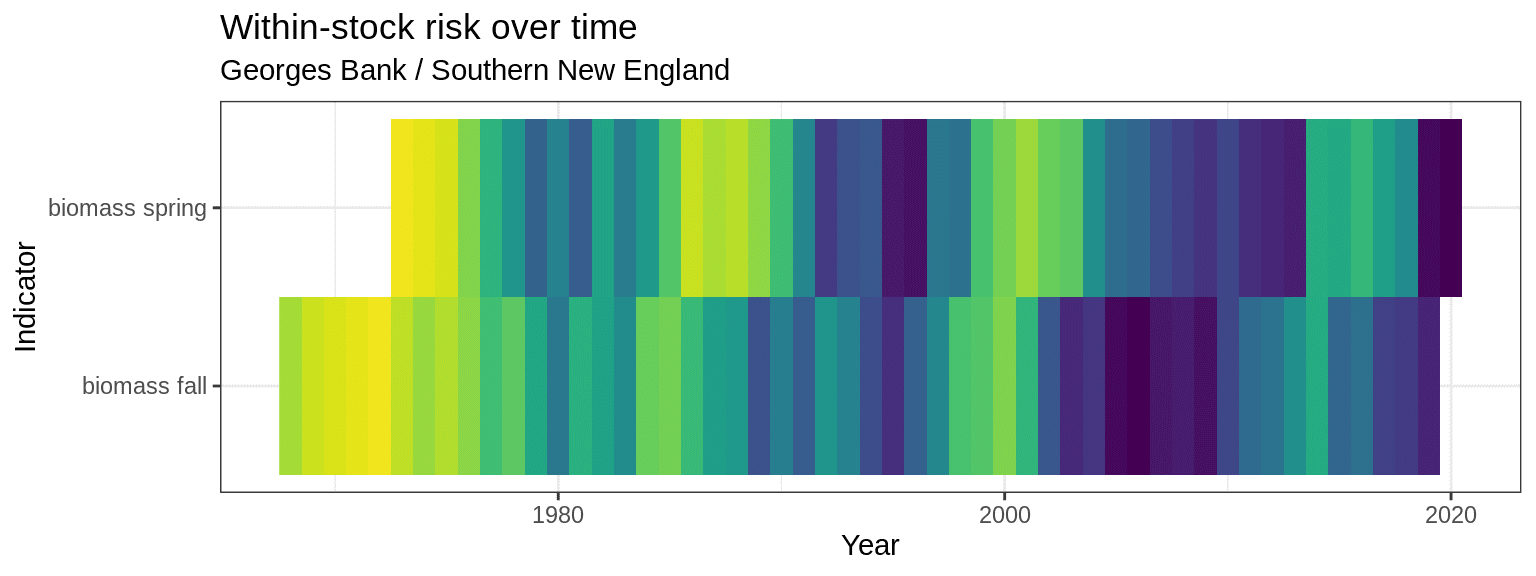 Within-stock risk over time
Georges Bank / Southern New England
Indicator
biomass spring
biomass fall
1980
2000
2020
Year